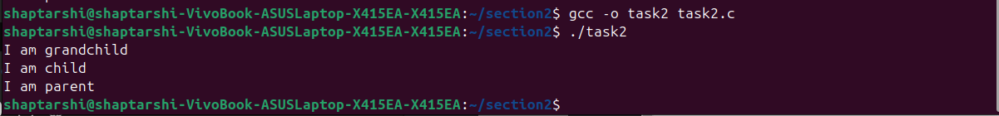 shaptarshi@shaptarshi-VivoBook-ASUSLaptop-X415EA-X415EA:~/section2$ gcc -o task2 task2.c
shaptarshi@shaptarshi-VivoBook-ASUSLaptop-X415EA-X415EA:~/section2$ ./task2
I am grandchild
I am child
I am parent
shaptarshi@shaptarshi-VivoBook-ASUSLaptop-X415EA-X415EA:~/section2$